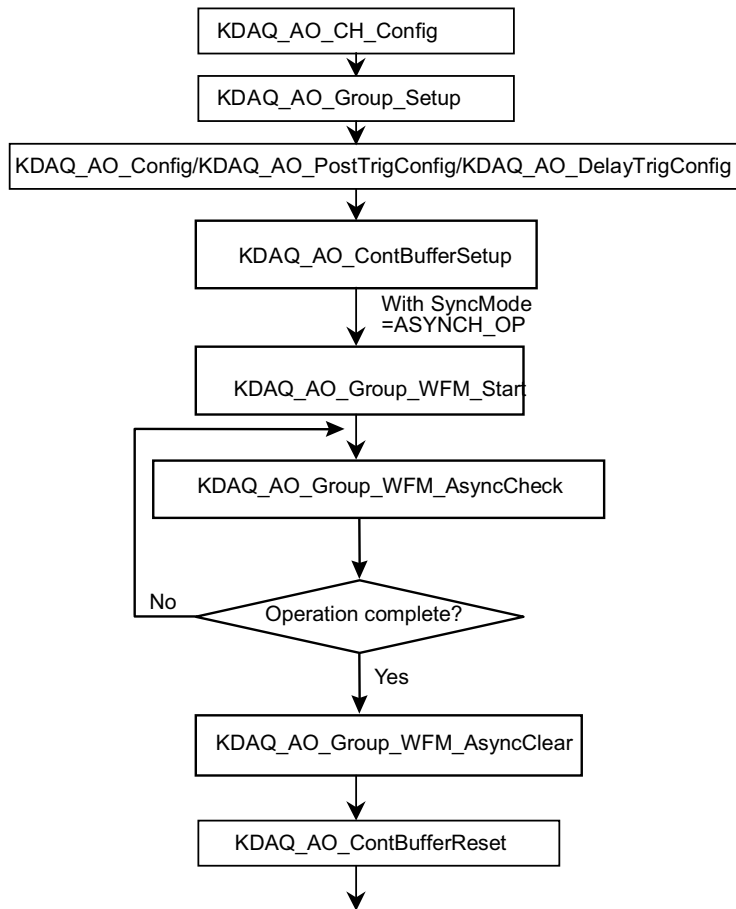 KDAQ_AO_CH_Config
KDAQ_AO_Group_Setup
KDAQ_AO_Config/KDAQ_AO_PostTrigConfig/KDAQ_AO_DelayTrigConfig
KDAQ_AO_ContBufferSetup
With SyncMode
=ASYNCH_OP
KDAQ_AO_Group_WFM_Start
KDAQ_AO_Group_WFM_AsyncCheck
Operation complete?
No
Yes
KDAQ_AO_Group_WFM_AsyncClear
KDAQ_AO_ContBufferReset